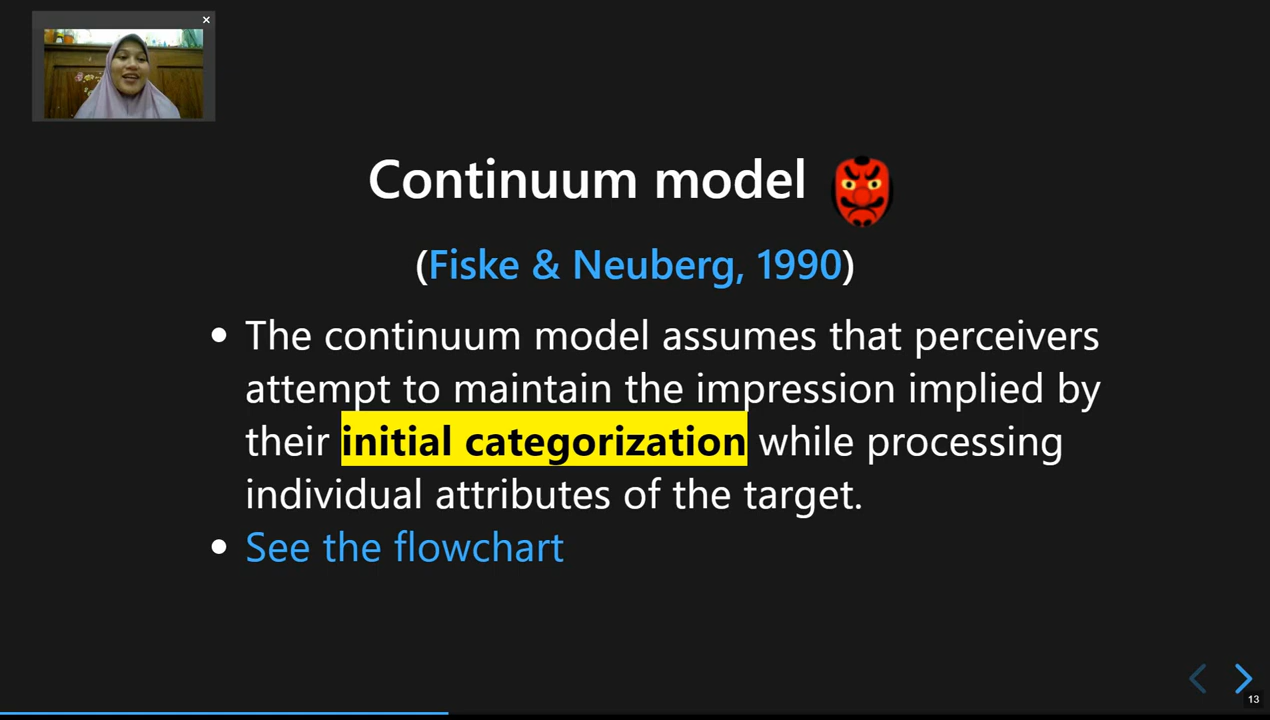 Continuum model
(Fiske & Neuberg, 1990)
• The continuum model assumes that perceivers
attempt to maintain the impression implied by
their initial categorization while processing
individual attributes of the target.
• See the flowchart
13